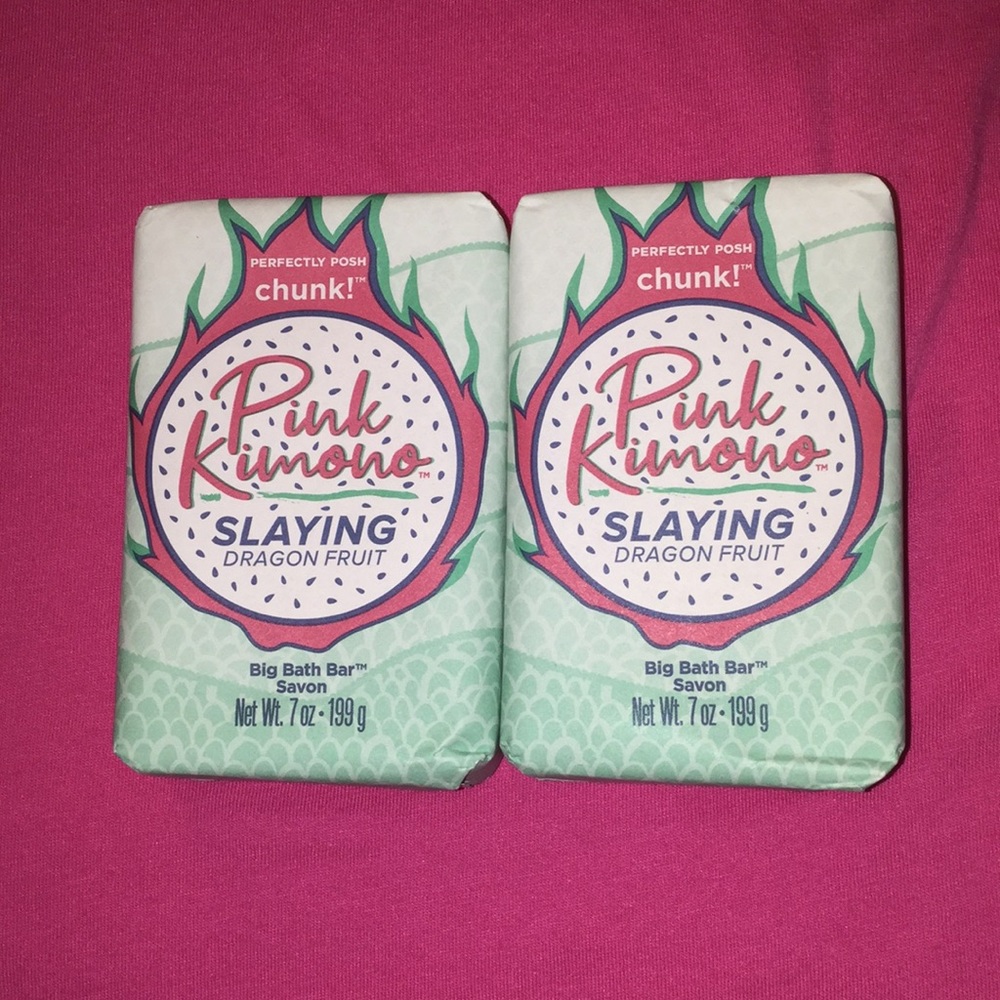 PERFECTLY POSH
chunk!™
Pink
Kimono™
SLAYING
DRAGON FRUIT
Big Bath Bar™
Savon
Net Wt. 7 oz • 199 g
PERFECTLY POSH
chunk!™
Pink
Kimono™
SLAYING
DRAGON FRUIT
Big Bath Bar™
Savon
Net Wt. 7 oz • 199 g